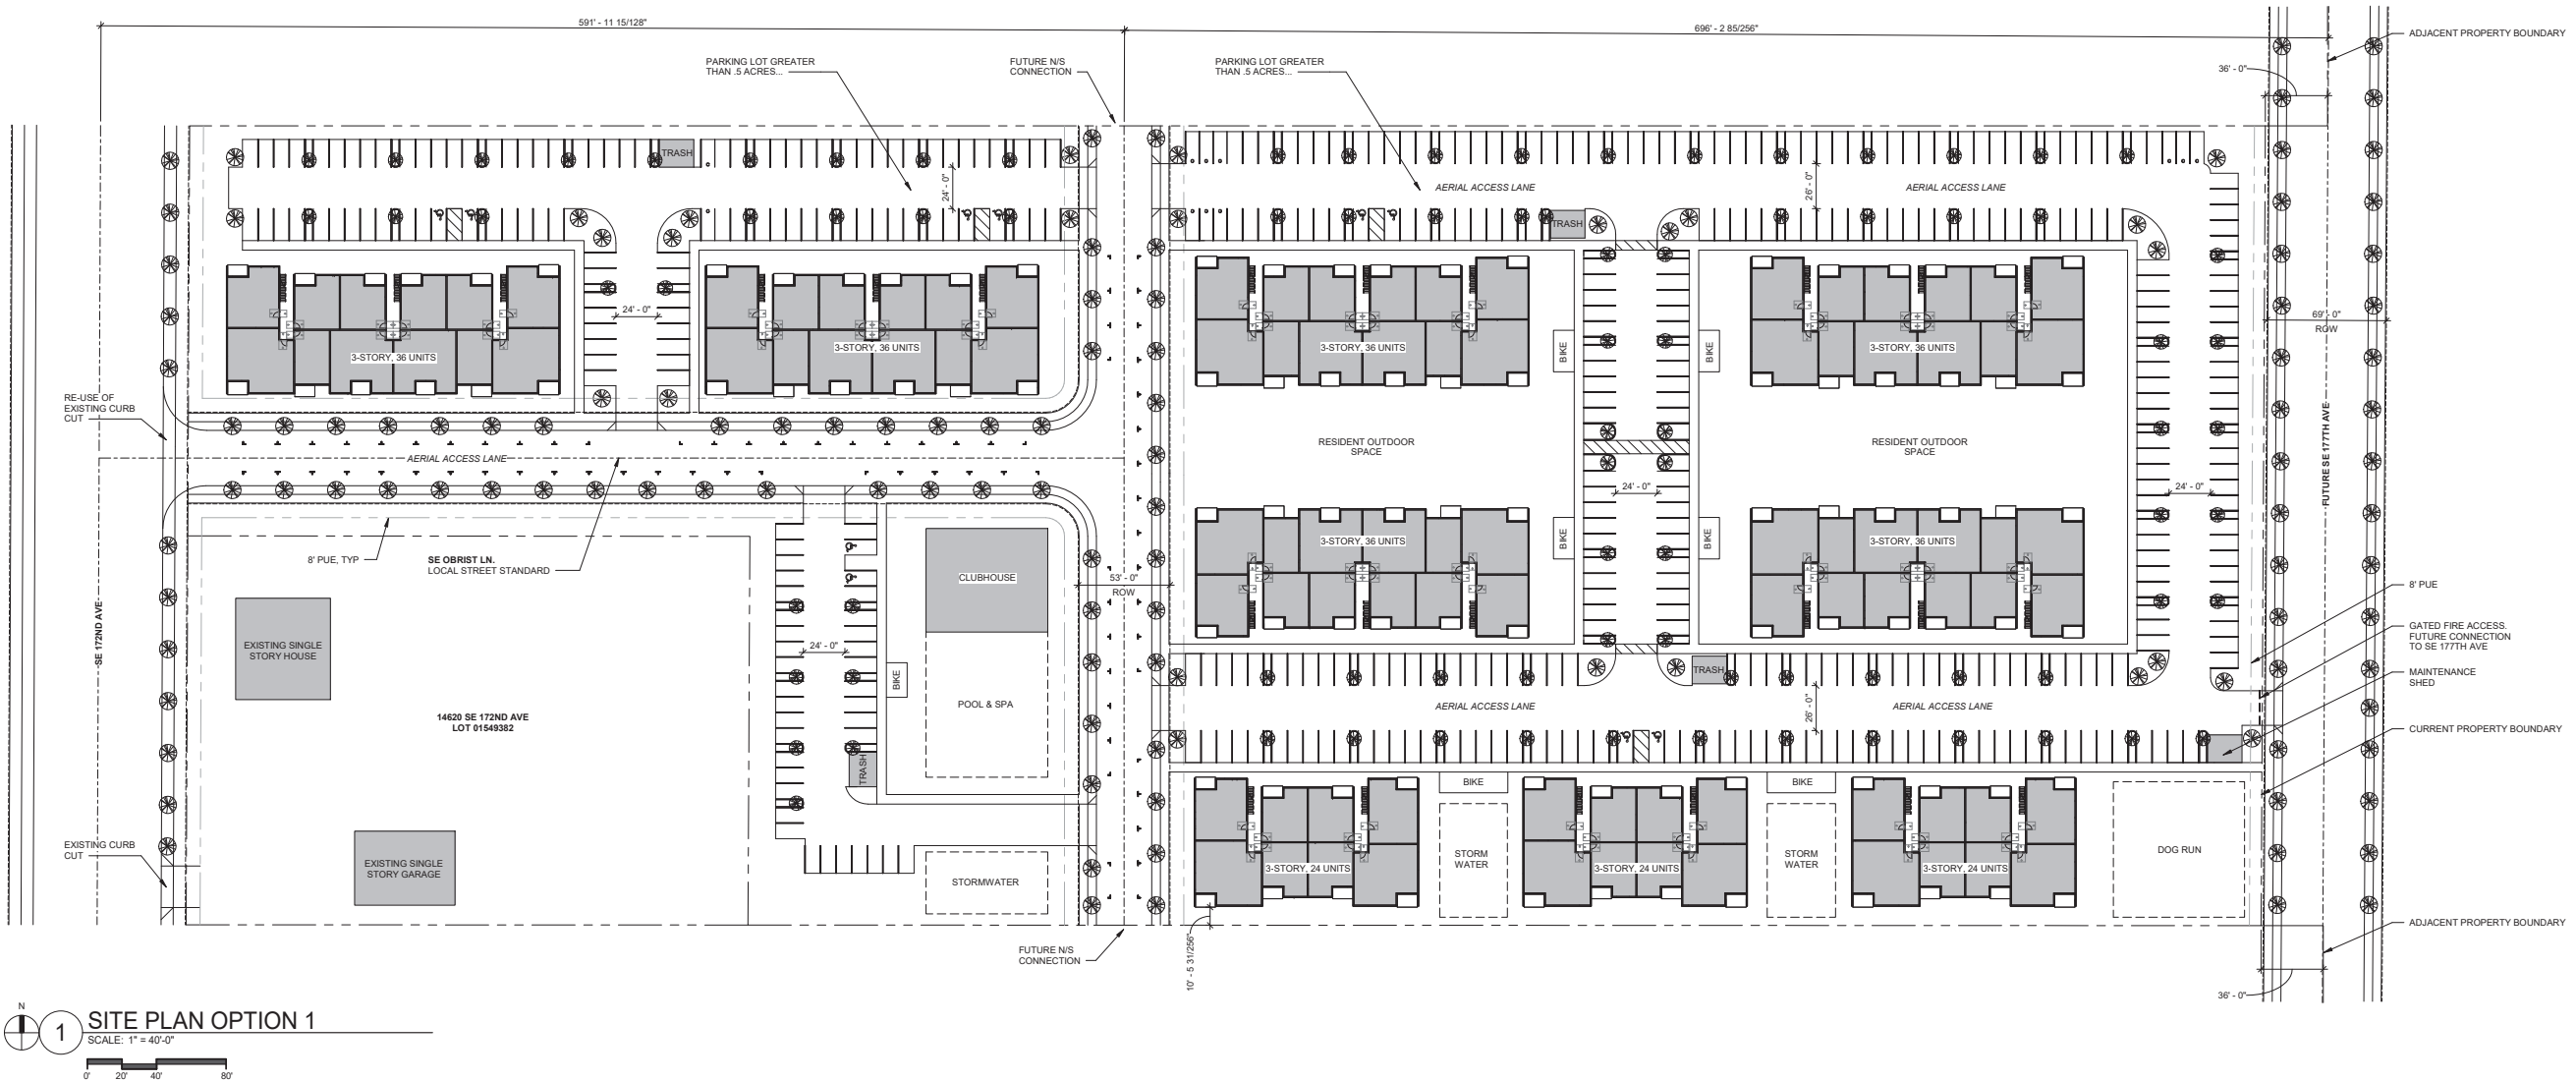 591' - 11 15/128"
696' - 2 85/256"
ADJACENT PROPERTY BOUNDARY
PARKING LOT GREATER
THAN .5 ACRES...
FUTURE N/S
CONNECTION
PARKING LOT GREATER
THAN .5 ACRES...
36' - 0"
TRASH
24' - 0"
AERIAL ACCESS LANE
26' - 0"
AERIAL ACCESS LANE
TRASH
24' - 0"
69' - 0"
ROW
3-STORY, 36 UNITS
3-STORY, 36 UNITS
3-STORY, 36 UNITS
BIKE
BIKE
3-STORY, 36 UNITS
RE-USE OF
EXISTING CURB
CUT
RESIDENT OUTDOOR
SPACE
RESIDENT OUTDOOR
SPACE
FUTURE SE 177TH AVE
AERIAL ACCESS LANE
24' - 0"
24' - 0"
8' PUE, TYP
SE OBRIST LN.
LOCAL STREET STANDARD
3-STORY, 36 UNITS
BIKE
BIKE
3-STORY, 36 UNITS
CLUBHOUSE
53' - 0"
ROW
8' PUE
SE 172ND AVE
EXISTING SINGLE
STORY HOUSE
24' - 0"
BIKE
GATED FIRE ACCESS.
FUTURE CONNECTION
TO SE 177TH AVE
TRASH
MAINTENANCE
SHED
POOL & SPA
AERIAL ACCESS LANE
26' - 0"
AERIAL ACCESS LANE
14620 SE 172ND AVE
LOT 01549382
CURRENT PROPERTY BOUNDARY
TRASH
BIKE
BIKE
EXISTING CURB
CUT
EXISTING SINGLE
STORY GARAGE
STORMWATER
3-STORY, 24 UNITS
STORM
WATER
3-STORY, 24 UNITS
STORM
WATER
3-STORY, 24 UNITS
DOG RUN
ADJACENT PROPERTY BOUNDARY
FUTURE N/S
CONNECTION
10' - 5 31/256"
36' - 0"
N
1
SITE PLAN OPTION 1
SCALE: 1" = 40'-0"
0' 20' 40' 80'